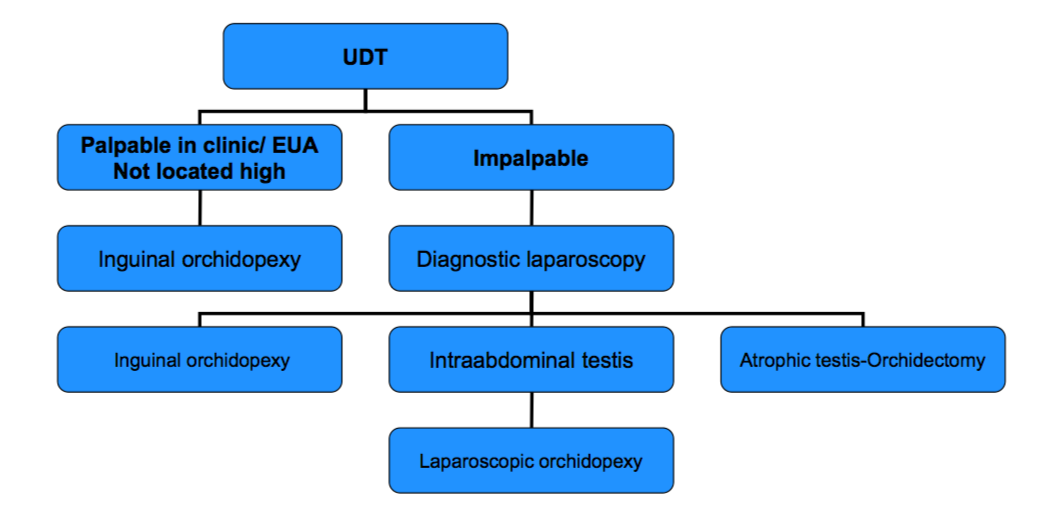 UDT
Palpable in clinic/ EUA
Not located high
Impalpable
Inguinal orchidopexy
Diagnostic laparoscopy
Inguinal orchidopexy
Intraabdominal testis
Atrophic testis-Orchidectomy
Laparoscopic orchidopexy